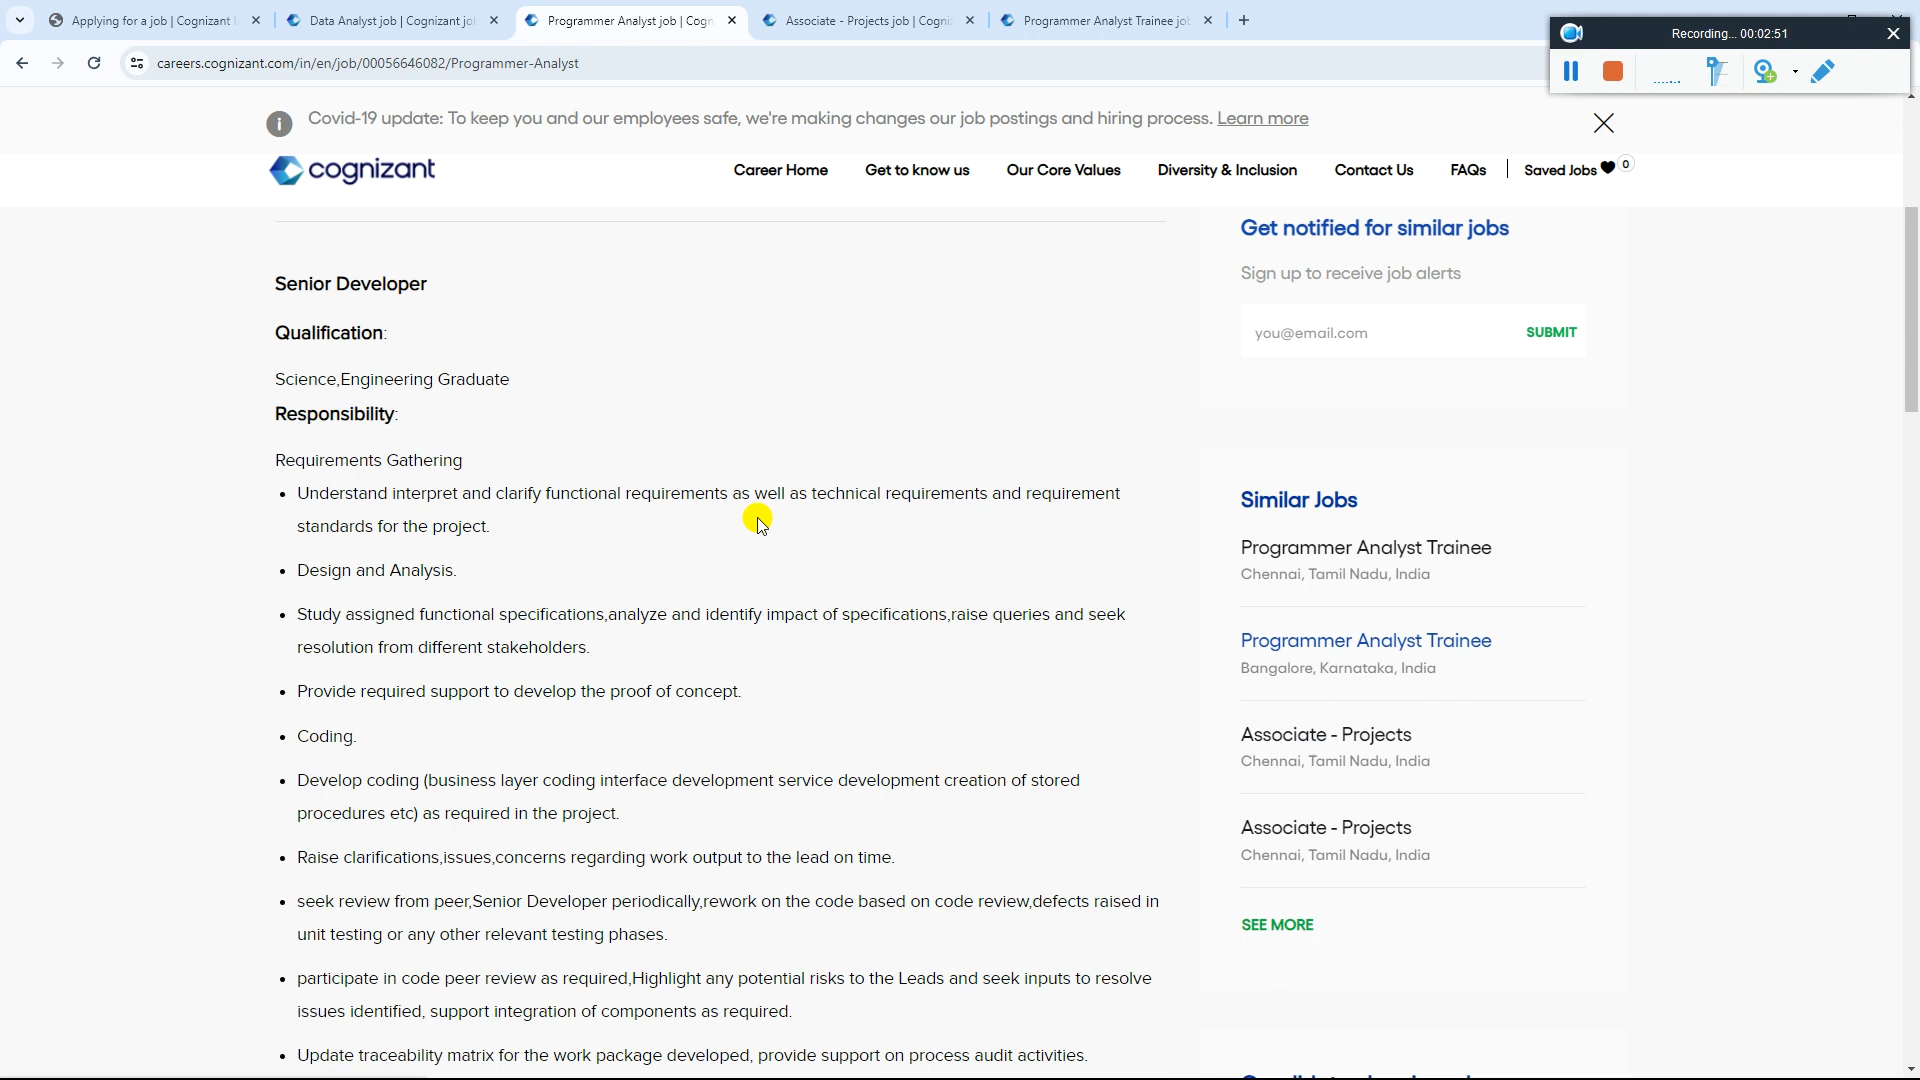 Applying for a job | Cognizant
Data Analyst job | Cognizant jo
Programmer Analyst job | Cogn
Associate - Projects job | Cogni
Programmer Analyst Trainee jo
careers.cognizant.com/in/en/job/00056646082/Programmer-Analyst
Recording... 00:02:51
Covid-19 update: To keep you and our employees safe, we're making changes our job postings and hiring process. Learn more
cognizant
Career Home
Get to know us
Our Core Values
Diversity & Inclusion
Contact Us
FAQs
Saved Jobs 0
Senior Developer
Qualification:
Science,Engineering Graduate
Responsibility:
Requirements Gathering
• Understand interpret and clarify functional requirements as well as technical requirements and requirement
standards for the project.
• Design and Analysis.
• Study assigned functional specifications,analyze and identify impact of specifications,raise queries and seek
resolution from different stakeholders.
• Provide required support to develop the proof of concept.
• Coding.
• Develop coding (business layer coding interface development service development creation of stored
procedures etc) as required in the project.
• Raise clarifications,issues,concerns regarding work output to the lead on time.
• seek review from peer,Senior Developer periodically,rework on the code based on code review,defects raised in
unit testing or any other relevant testing phases.
• participate in code peer review as required,Highlight any potential risks to the Leads and seek inputs to resolve
issues identified, support integration of components as required.
• Update traceability matrix for the work package developed, provide support on process audit activities.
Get notified for similar jobs
Sign up to receive job alerts
you@email.com
SUBMIT
Similar Jobs
Programmer Analyst Trainee
Chennai, Tamil Nadu, India
Programmer Analyst Trainee
Bangalore, Karnataka, India
Associate - Projects
Chennai, Tamil Nadu, India
Associate - Projects
Chennai, Tamil Nadu, India
SEE MORE